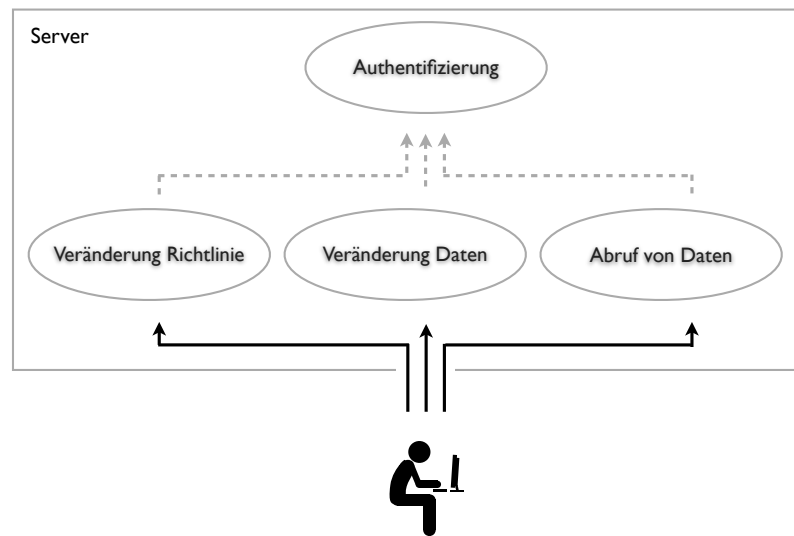 Server
Authentifizierung
Veränderung Richtlinie
Veränderung Daten
Abruf von Daten